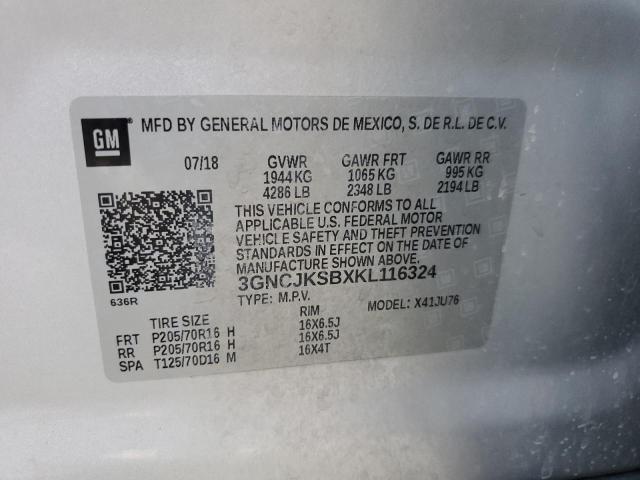 GM
MFD BY GENERAL MOTORS DE MEXICO, S. DE R.L. DE C.V.
07/18 GVWR GAWR FRT GAWR RR
1944 KG 1065 KG 995 KG
4286 LB 2348 LB 2194 LB
THIS VEHICLE CONFORMS TO ALL
APPLICABLE U.S. FEDERAL MOTOR
VEHICLE SAFETY AND THEFT PREVENTION
STANDARDS IN EFFECT ON THE DATE OF
MANUFACTURE SHOWN ABOVE.
3GNCJKSBXKL116324
636R
TYPE: M.P.V. MODEL: X41JU76
TIRE SIZE RIM
FRT P205/70R16 H 16X6.5J
RR P205/70R16 H 16X6.5J
SPA T125/70D16 M 16X4T